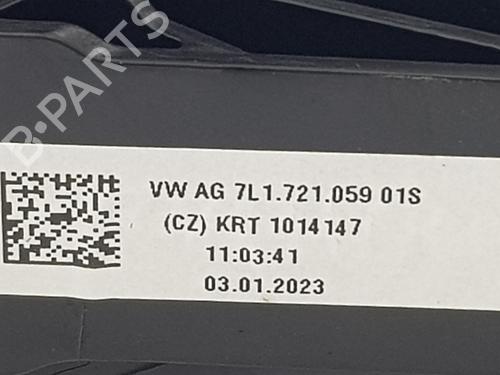 B-PARTS
VW AG 7L1.721.059 01S
(CZ) KRT 1014147
11:03:41
03.01.2023